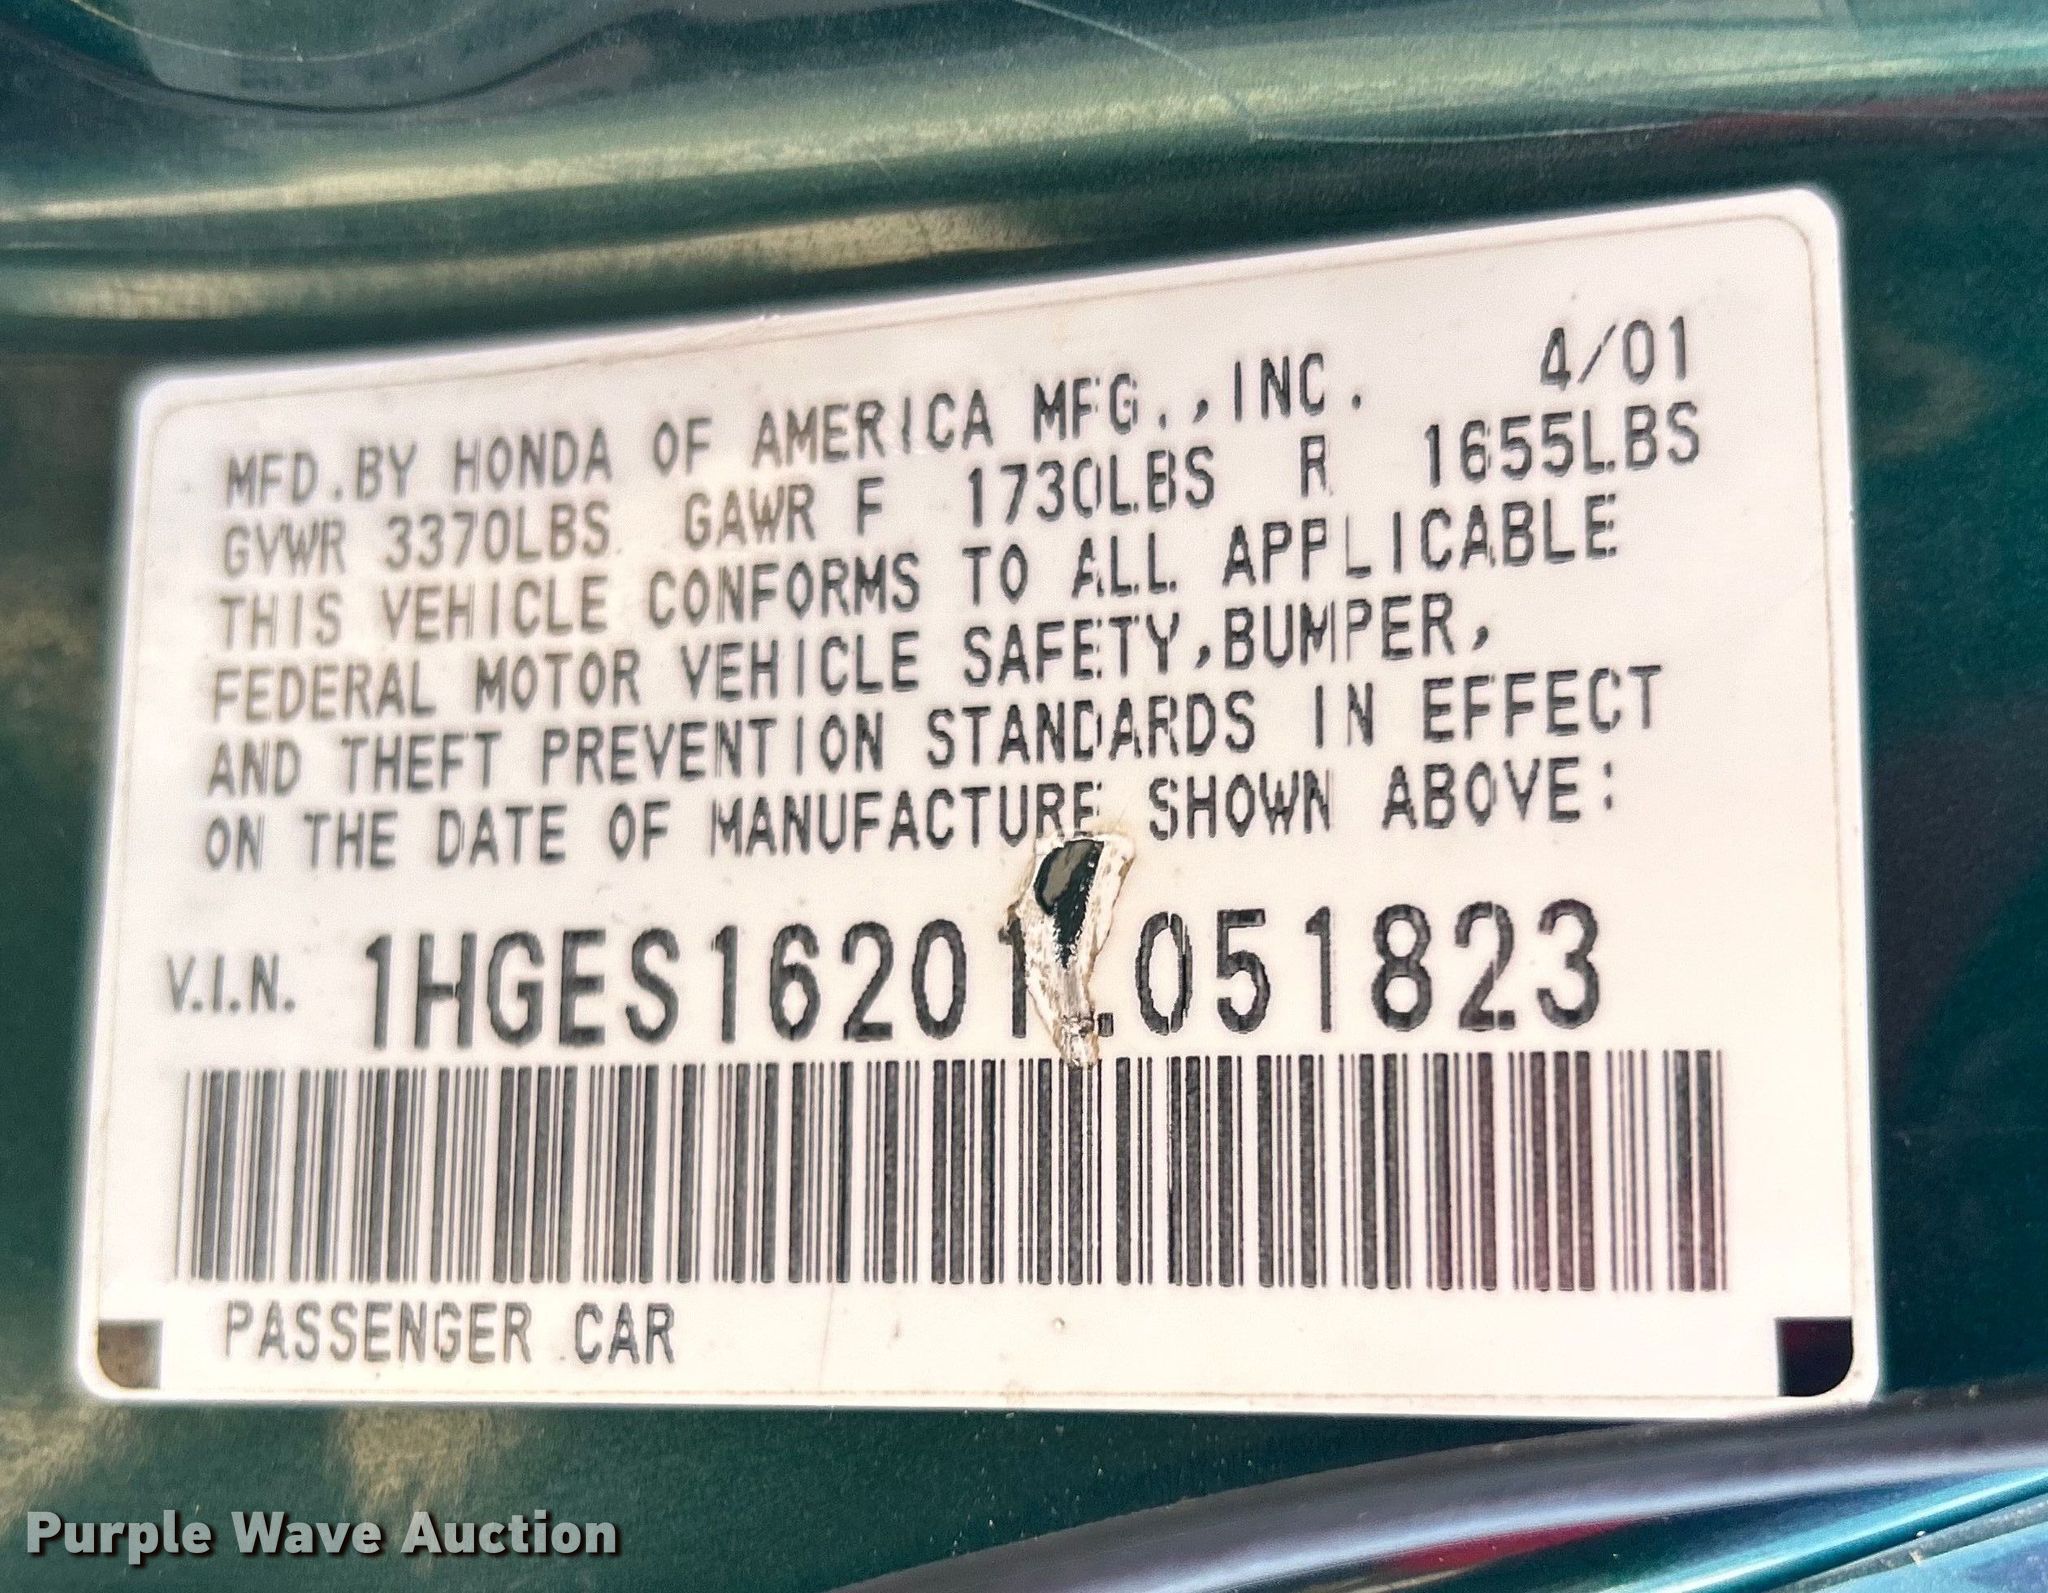 MFD.BY HONDA OF AMERICA MFG.,INC. 4/01
GVWR 3370LBS GAWR F 1730LBS R 1655LBS
THIS VEHICLE CONFORMS TO ALL APPLICABLE
FEDERAL MOTOR VEHICLE SAFETY,BUMPER,
AND THEFT PREVENTION STANDARDS IN EFFECT
ON THE DATE OF MANUFACTURE SHOWN ABOVE:
V.I.N. 1HGES16201L051823
PASSENGER CAR
Purple Wave Auction